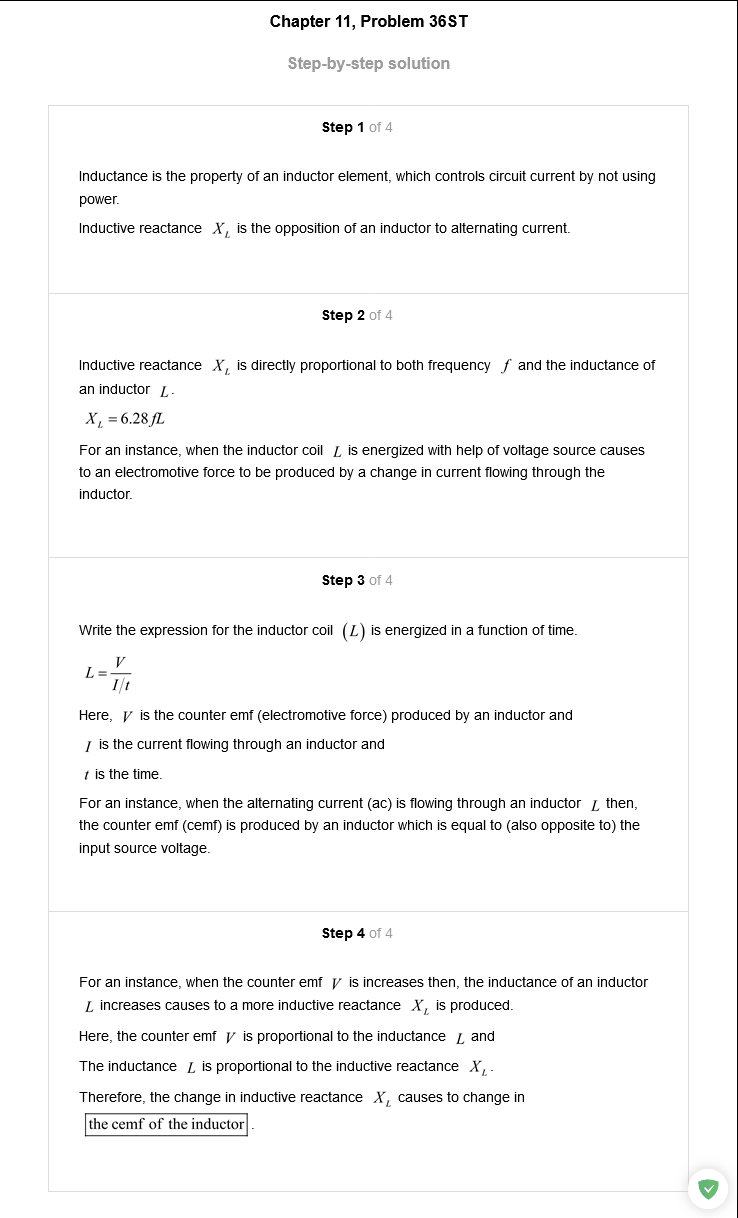 Chapter 11, Problem 36ST
Step-by-step solution
Step 1 of 4
Inductance is the property of an inductor element, which controls circuit current by not using
power.
Inductive reactance X_L is the opposition of an inductor to alternating current.
Step 2 of 4
Inductive reactance X_L is directly proportional to both frequency f and the inductance of
an inductor L.
X_L = 6.28 fL
For an instance, when the inductor coil L is energized with help of voltage source causes
to an electromotive force to be produced by a change in current flowing through the
inductor.
Step 3 of 4
Write the expression for the inductor coil (L) is energized in a function of time.
L = V / (I/t)
Here, V is the counter emf (electromotive force) produced by an inductor and
I is the current flowing through an inductor and
t is the time.
For an instance, when the alternating current (ac) is flowing through an inductor L then,
the counter emf (cemf) is produced by an inductor which is equal to (also opposite to) the
input source voltage.
Step 4 of 4
For an instance, when the counter emf V is increases then, the inductance of an inductor
L increases causes to a more inductive reactance X_L is produced.
Here, the counter emf V is proportional to the inductance L and
The inductance L is proportional to the inductive reactance X_L.
Therefore, the change in inductive reactance X_L causes to change in
the cemf of the inductor.